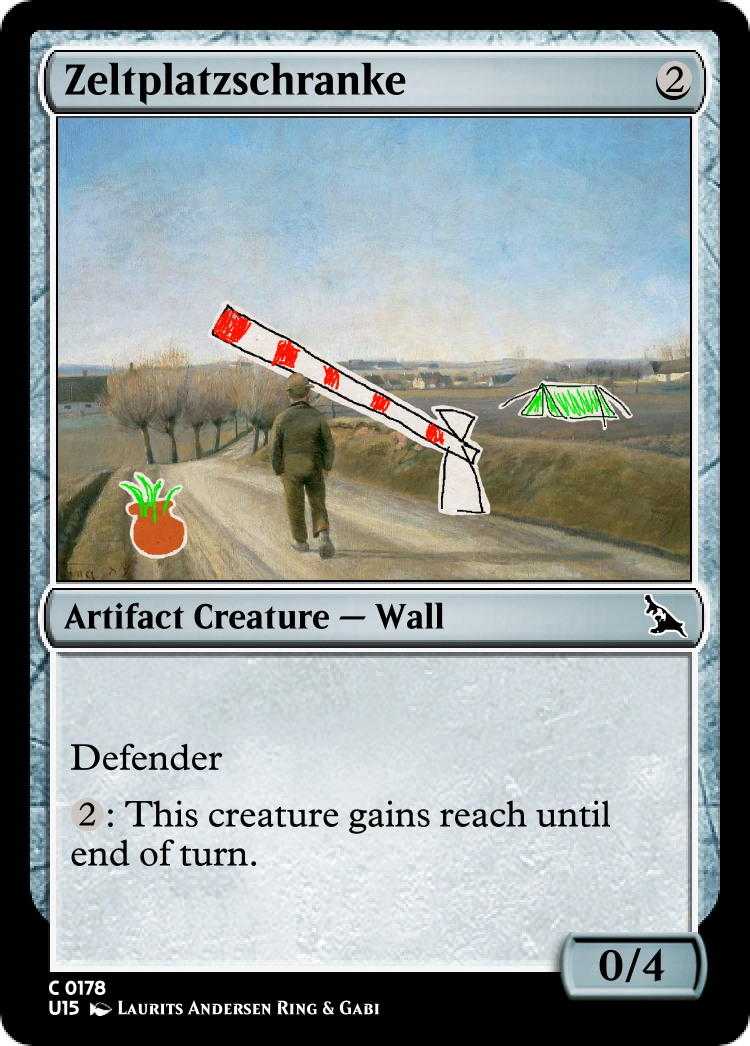 Zeltplatzschranke 2
Artifact Creature — Wall
Defender
2: This creature gains reach until
end of turn.
0/4
C 0178
U15 Laurits Andersen Ring & Gabi